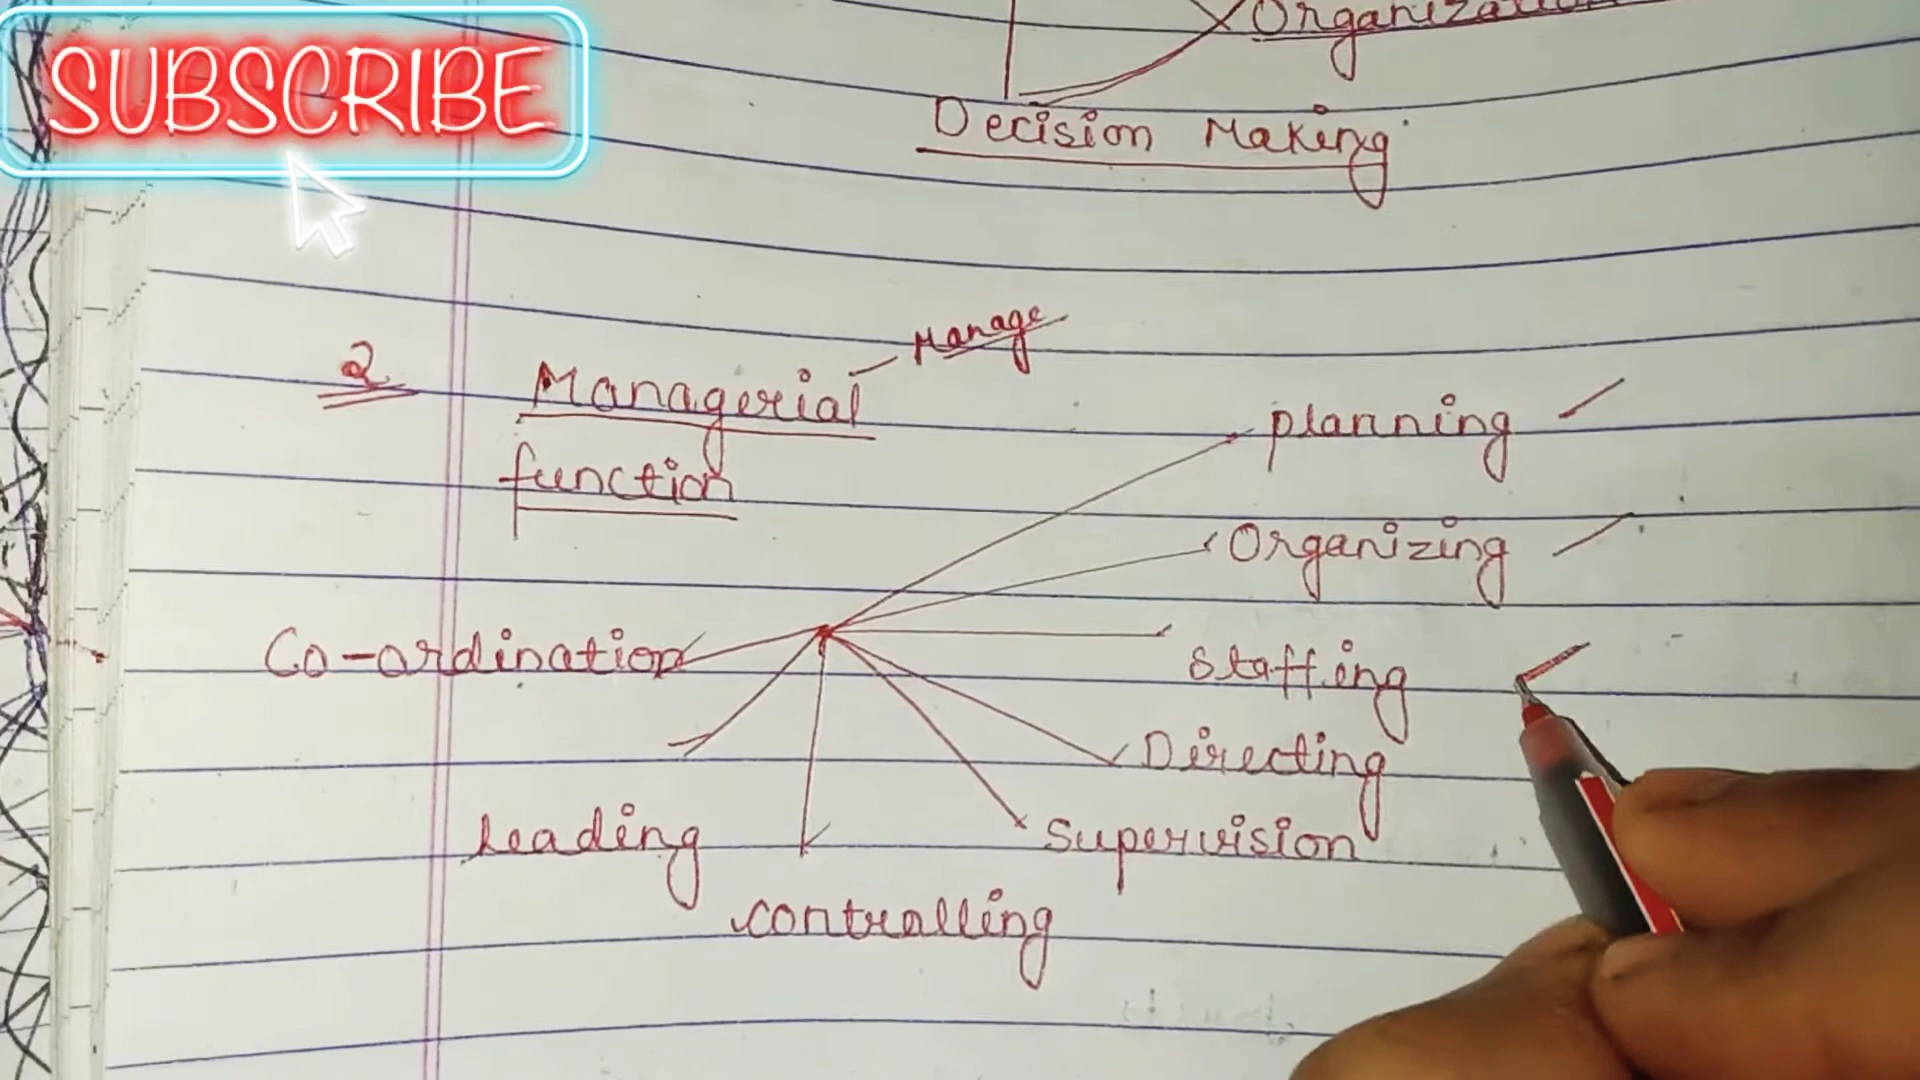 SUBSCRIBE
Organization
Decision Making
2 Managerial Manage
function
planning
Organizing
Co-ordination
Staffing
Directing
Leading
Supervision
controlling